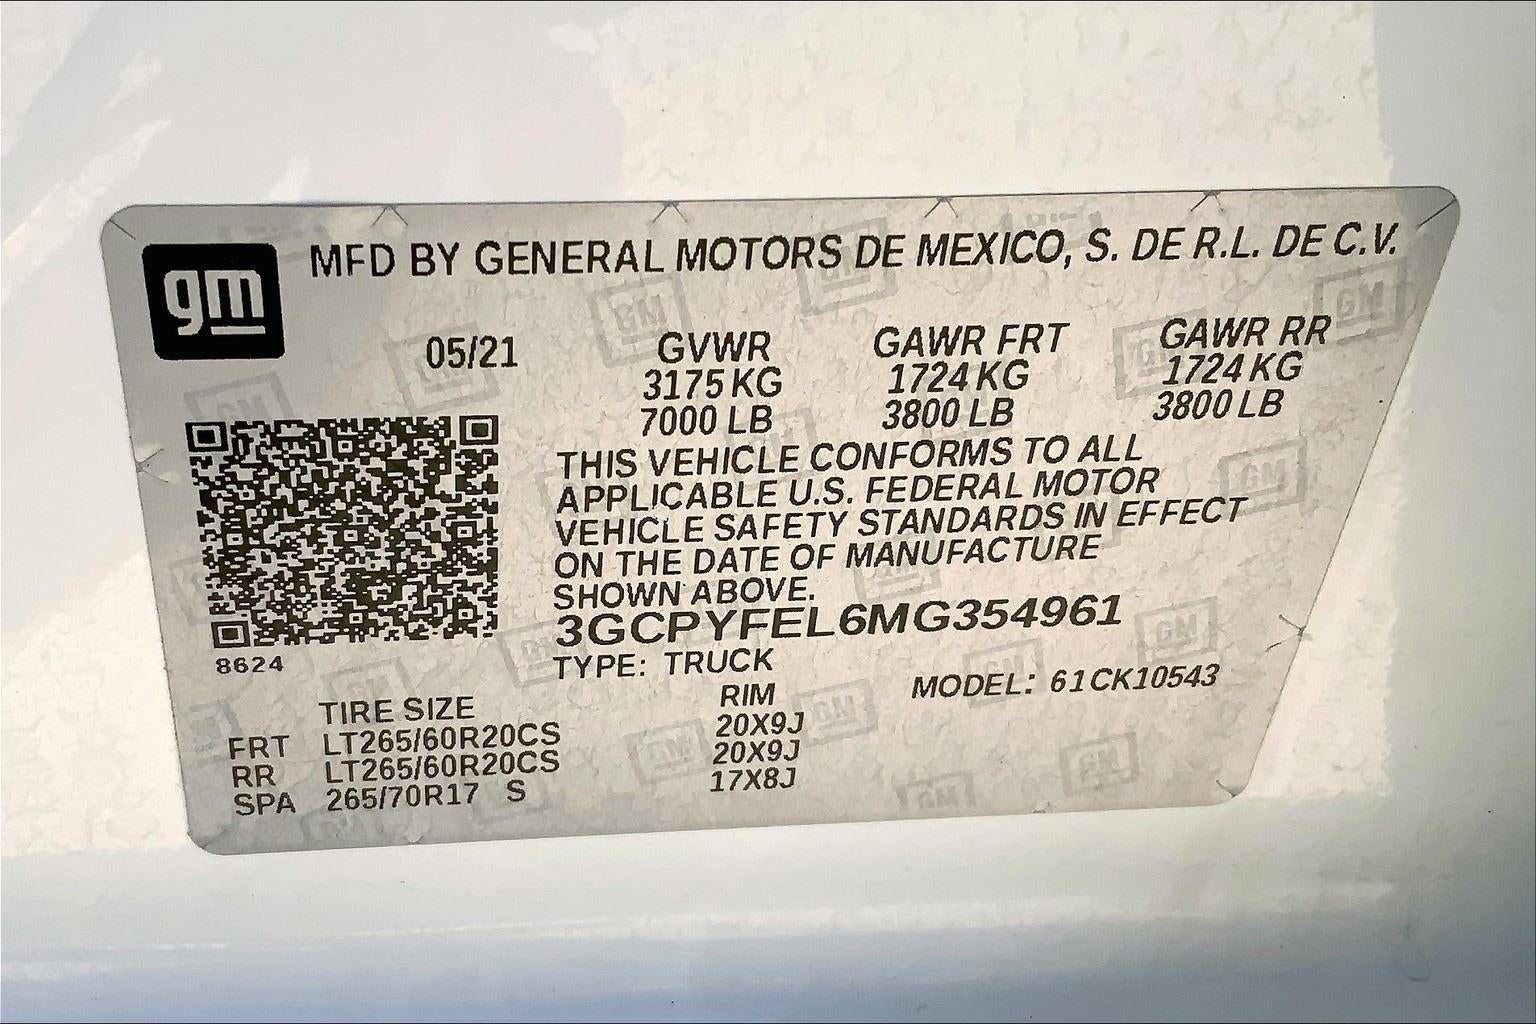 gm MFD BY GENERAL MOTORS DE MEXICO, S. DE R.L. DE C.V.
05/21 GVWR GAWR FRT GAWR RR
3175 KG 1724 KG 1724 KG
7000 LB 3800 LB 3800 LB
THIS VEHICLE CONFORMS TO ALL
APPLICABLE U.S. FEDERAL MOTOR
VEHICLE SAFETY STANDARDS IN EFFECT
ON THE DATE OF MANUFACTURE
SHOWN ABOVE.
3GCPYFEL6MG354961
8624 TYPE: TRUCK
MODEL: 61CK10543
TIRE SIZE RIM
FRT LT265/60R20CS 20X9J
RR LT265/60R20CS 20X9J
SPA 265/70R17 S 17X8J